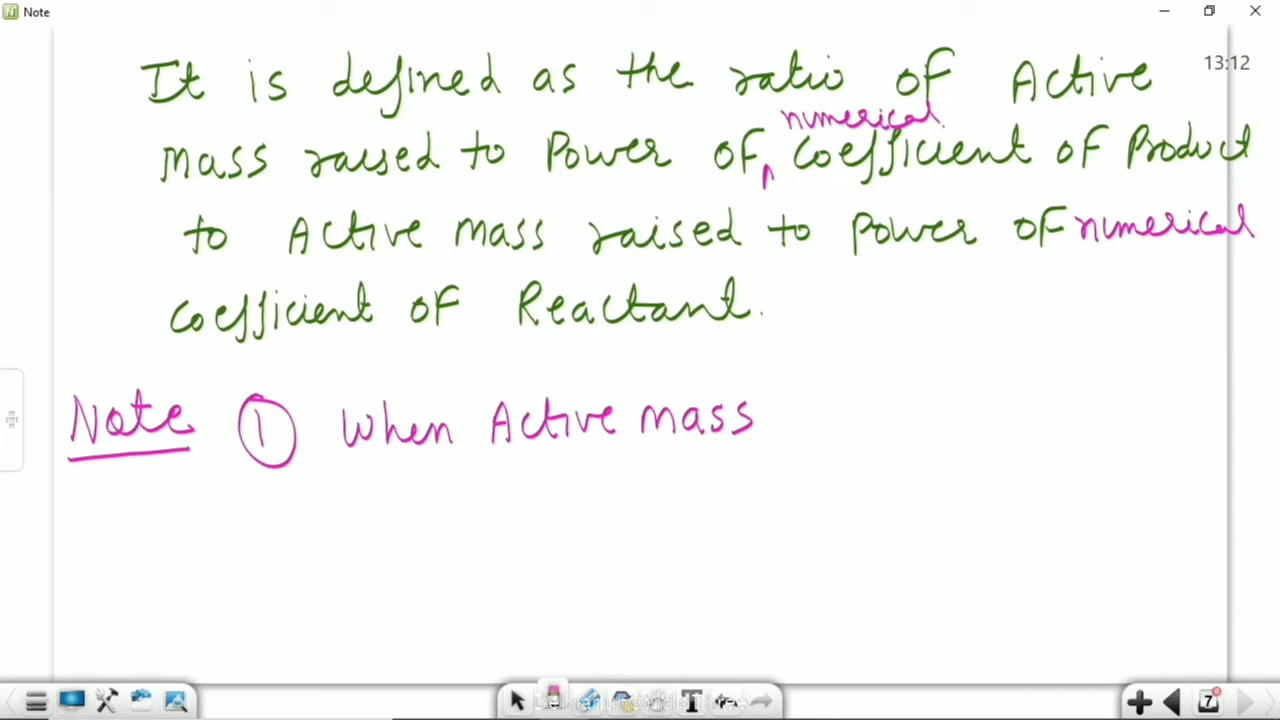 Note
13:12
It is defined as the ratio of Active
numerical
Mass raised to Power of Coefficient of Product
to Active mass raised to Power of numerical
coefficient of Reactant.
Note ① When Active mass
7